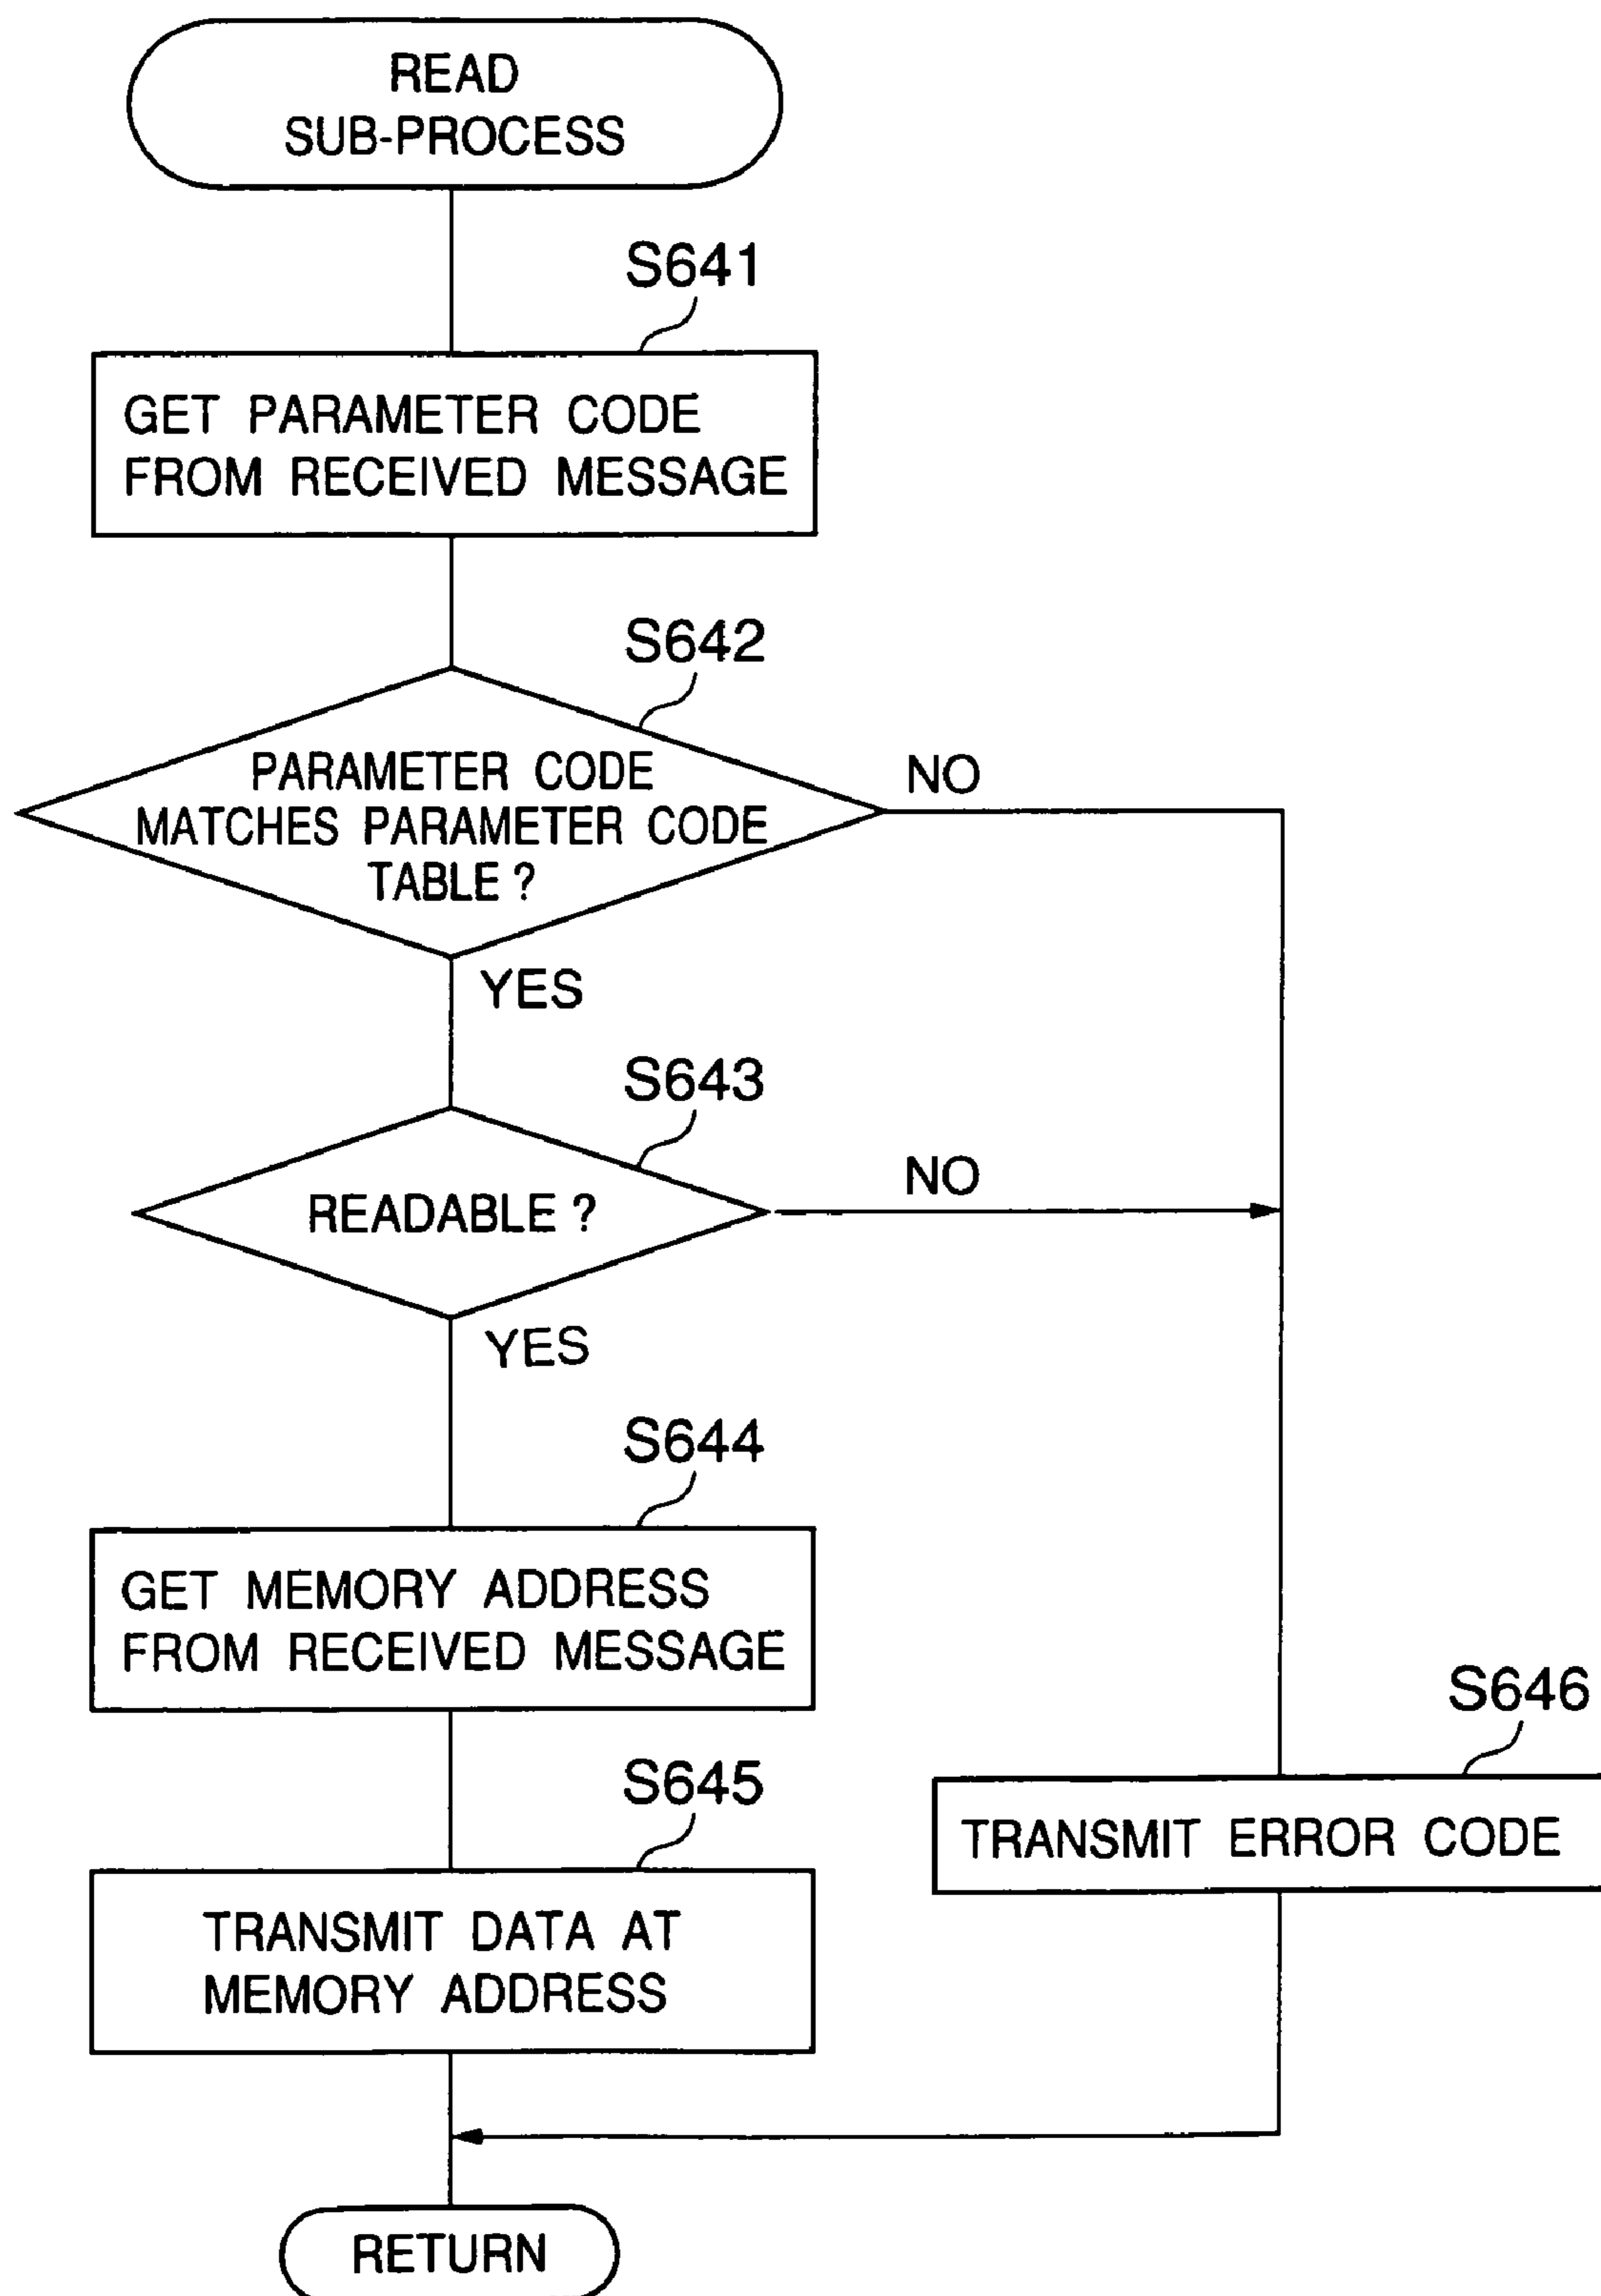 READ
SUB-PROCESS
S641
GET PARAMETER CODE
FROM RECEIVED MESSAGE
S642
PARAMETER CODE
MATCHES PARAMETER CODE
TABLE ?
NO
YES
S643
READABLE ?
NO
YES
S644
GET MEMORY ADDRESS
FROM RECEIVED MESSAGE
S646
TRANSMIT ERROR CODE
S645
TRANSMIT DATA AT
MEMORY ADDRESS
RETURN